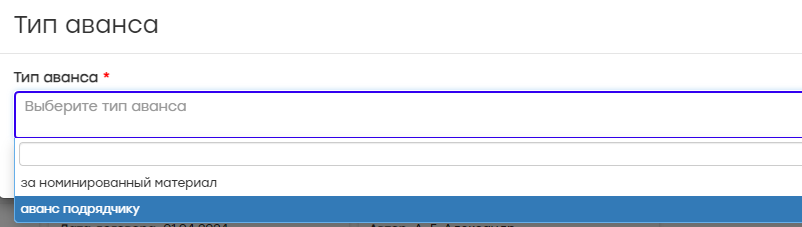 Тип аванса
Тип аванса *
Выберите тип аванса
за номинированный материал
аванс подрядчику